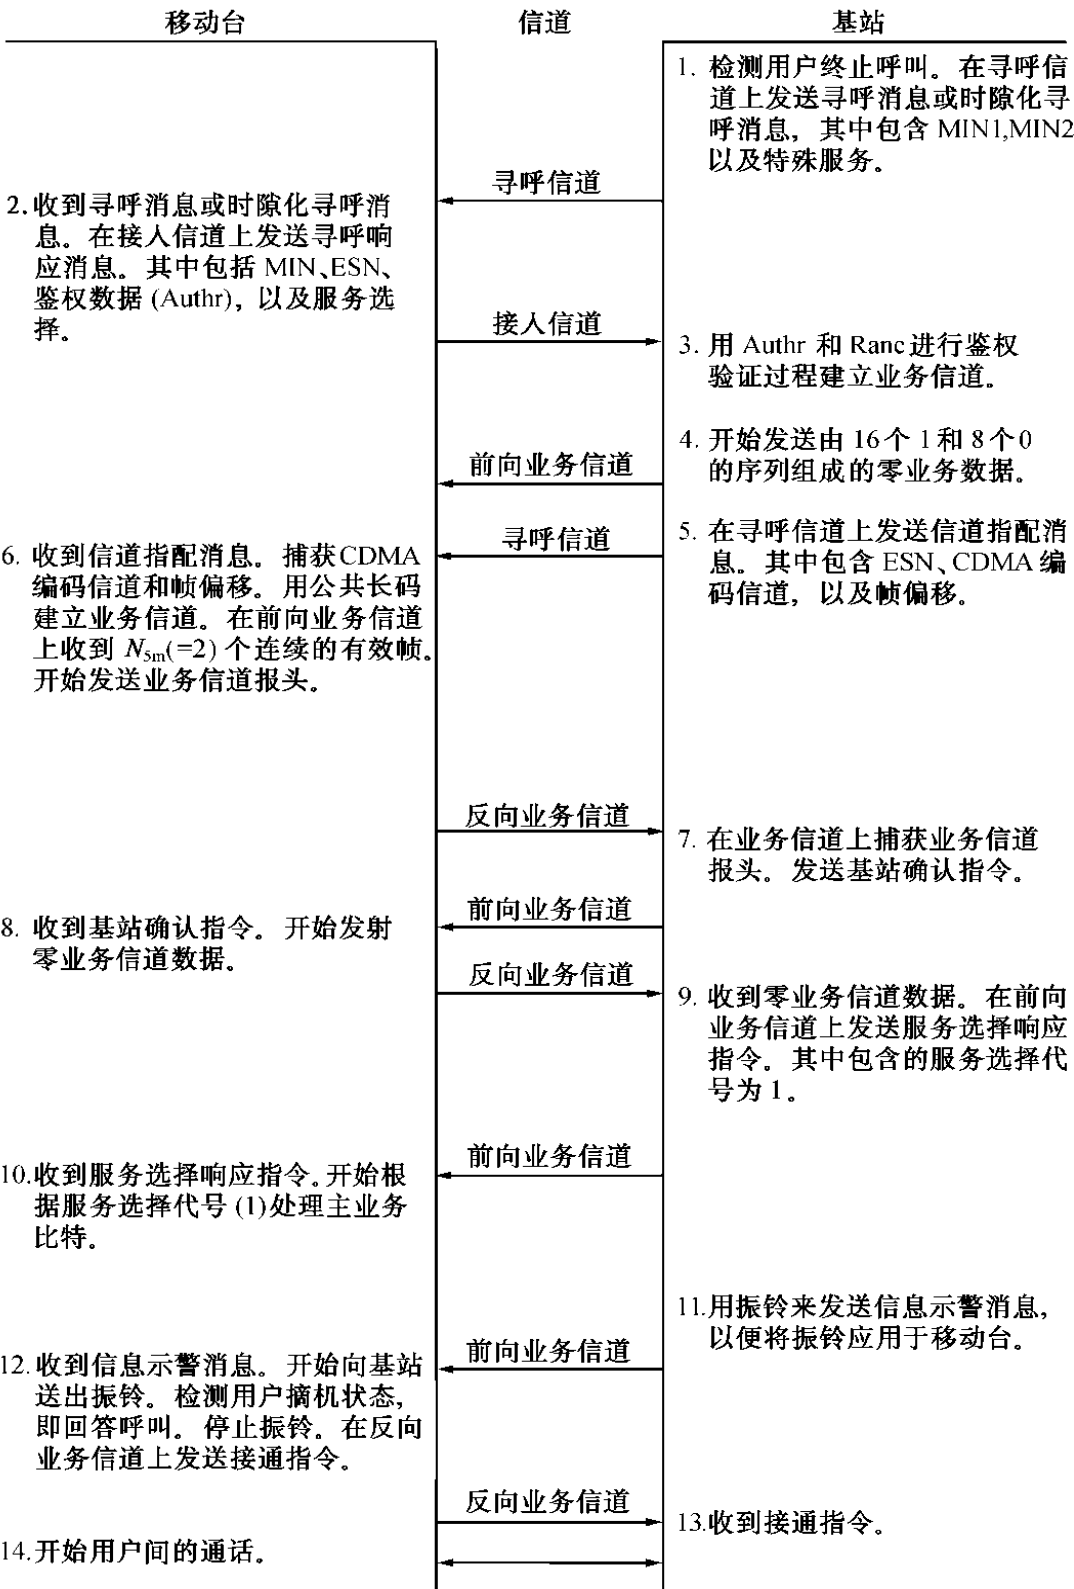 移动台 信道 基站
1. 检测用户终止呼叫。在寻呼信
道上发送寻呼消息或时隙化寻
呼消息，其中包含 MIN1,MIN2
以及特殊服务。
寻呼信道
2.收到寻呼消息或时隙化寻呼消
息。在接人信道上发送寻呼响
应消息。其中包括 MIN、ESN、
鉴权数据 (Authr)，以及服务选
择。
接人信道
3. 用 Authr 和 Ranc进行鉴权
验证过程建立业务信道。
4. 开始发送由 16个 1和 8个0
的序列组成的零业务数据。
前向业务信道
5. 在寻呼信道上发送信道指配消
息。其中包含 ESN、CDMA 编
码信道，以及帧偏移。
寻呼信道
6. 收到信道指配消息。捕获CDMA
编码信道和帧偏移。用公共长码
建立业务信道。在前向业务信道
上收到 N5m(=2) 个连续的有效帧。
开始发送业务信道报头。
反向业务信道
7. 在业务信道上捕获业务信道
报头。发送基站确认指令。
前向业务信道
8. 收到基站确认指令。开始发射
零业务信道数据。
反向业务信道
9. 收到零业务信道数据。在前向
业务信道上发送服务选择响应
指令。其中包含的服务选择代
号为 1。
前向业务信道
10.收到服务选择响应指令。开始根
据服务选择代号 (1)处理主业务
比特。
11.用振铃来发送信息示警消息，
以便将振铃应用于移动台。
前向业务信道
12.收到信息示警消息。开始向基站
送出振铃。检测用户摘机状态，
即回答呼叫。停止振铃。在反向
业务信道上发送接通指令。
反向业务信道
13.收到接通指令。
14.开始用户间的通话。